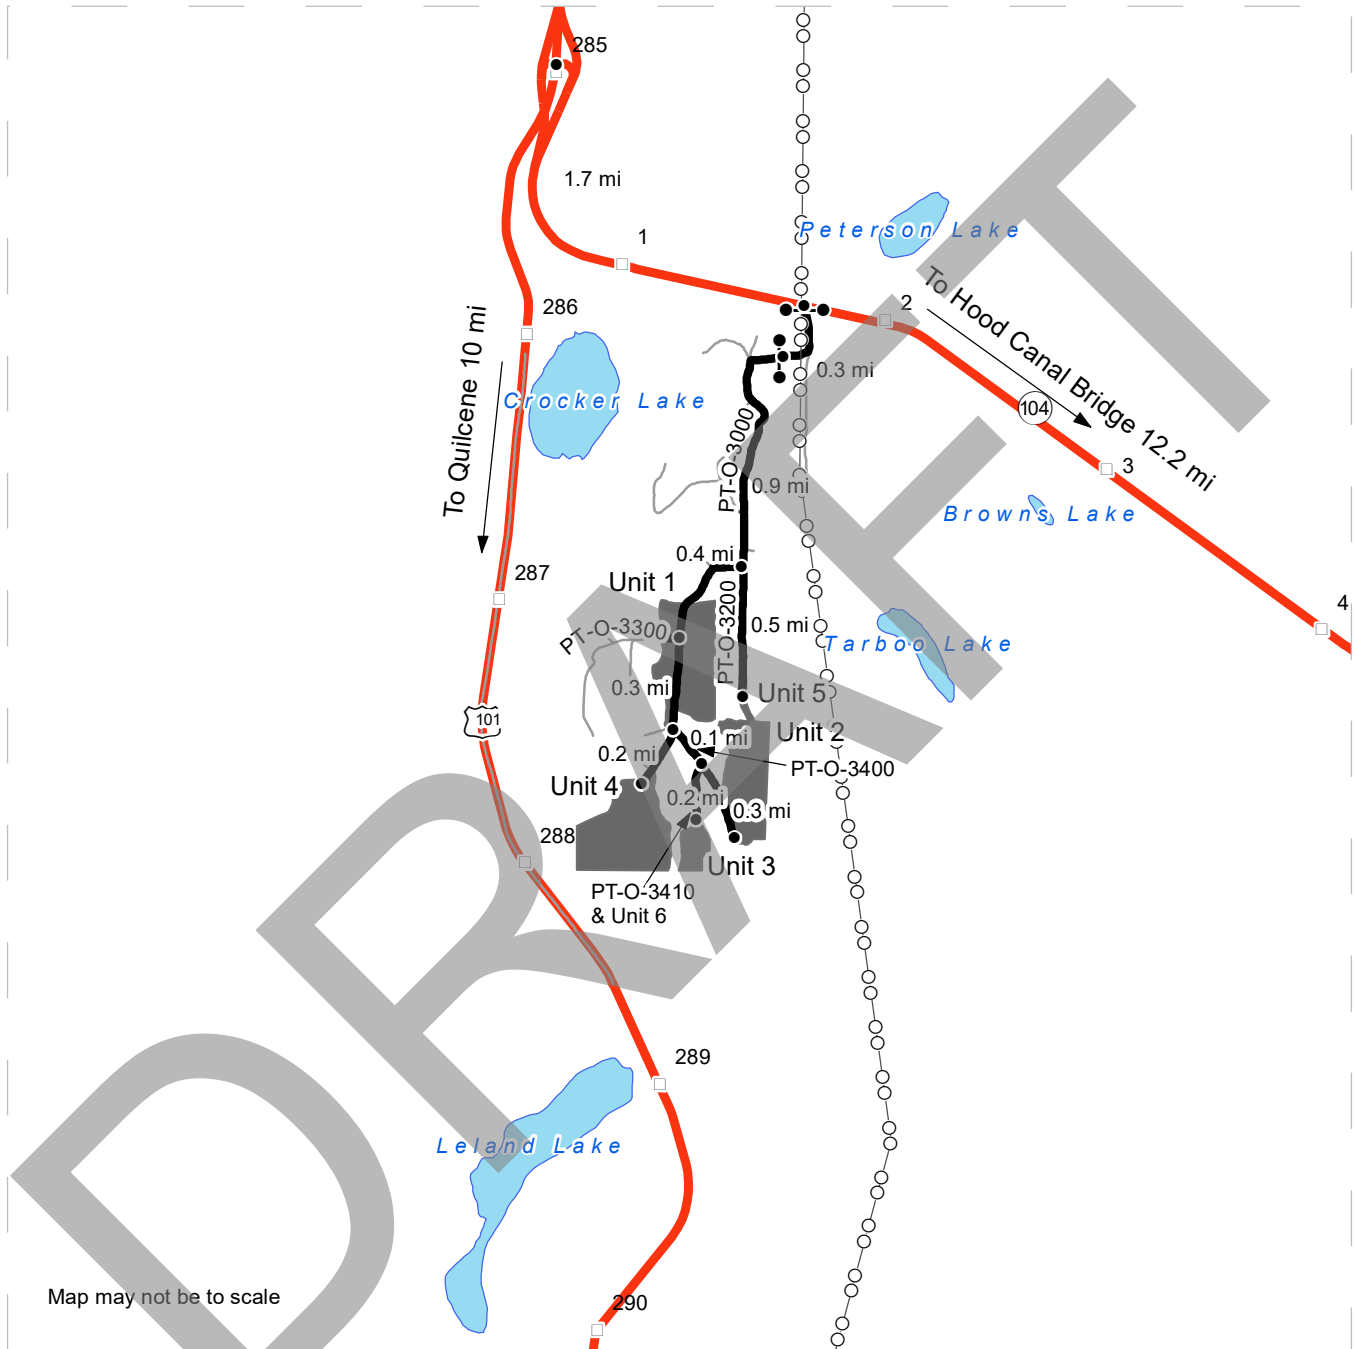 285
1.7 mi
1
Peterson Lake
286
2
To Hood Canal Bridge 12.2 mi
To Quilcene 10 mi
0.3 mi
Crocker Lake
104
PT-O-3000
3
0.9 mi
Browns Lake
0.4 mi
287
Unit 1
PT-O-3200
4
0.5 mi
PT-O-3300
Tarboo Lake
0.3 mi
Unit 5
101
0.1 mi
Unit 2
0.2 mi
PT-O-3400
Unit 4
0.2 mi
0.3 mi
288
Unit 3
PT-O-3410
& Unit 6
289
Leland Lake
Map may not be to scale
290
DRAFT